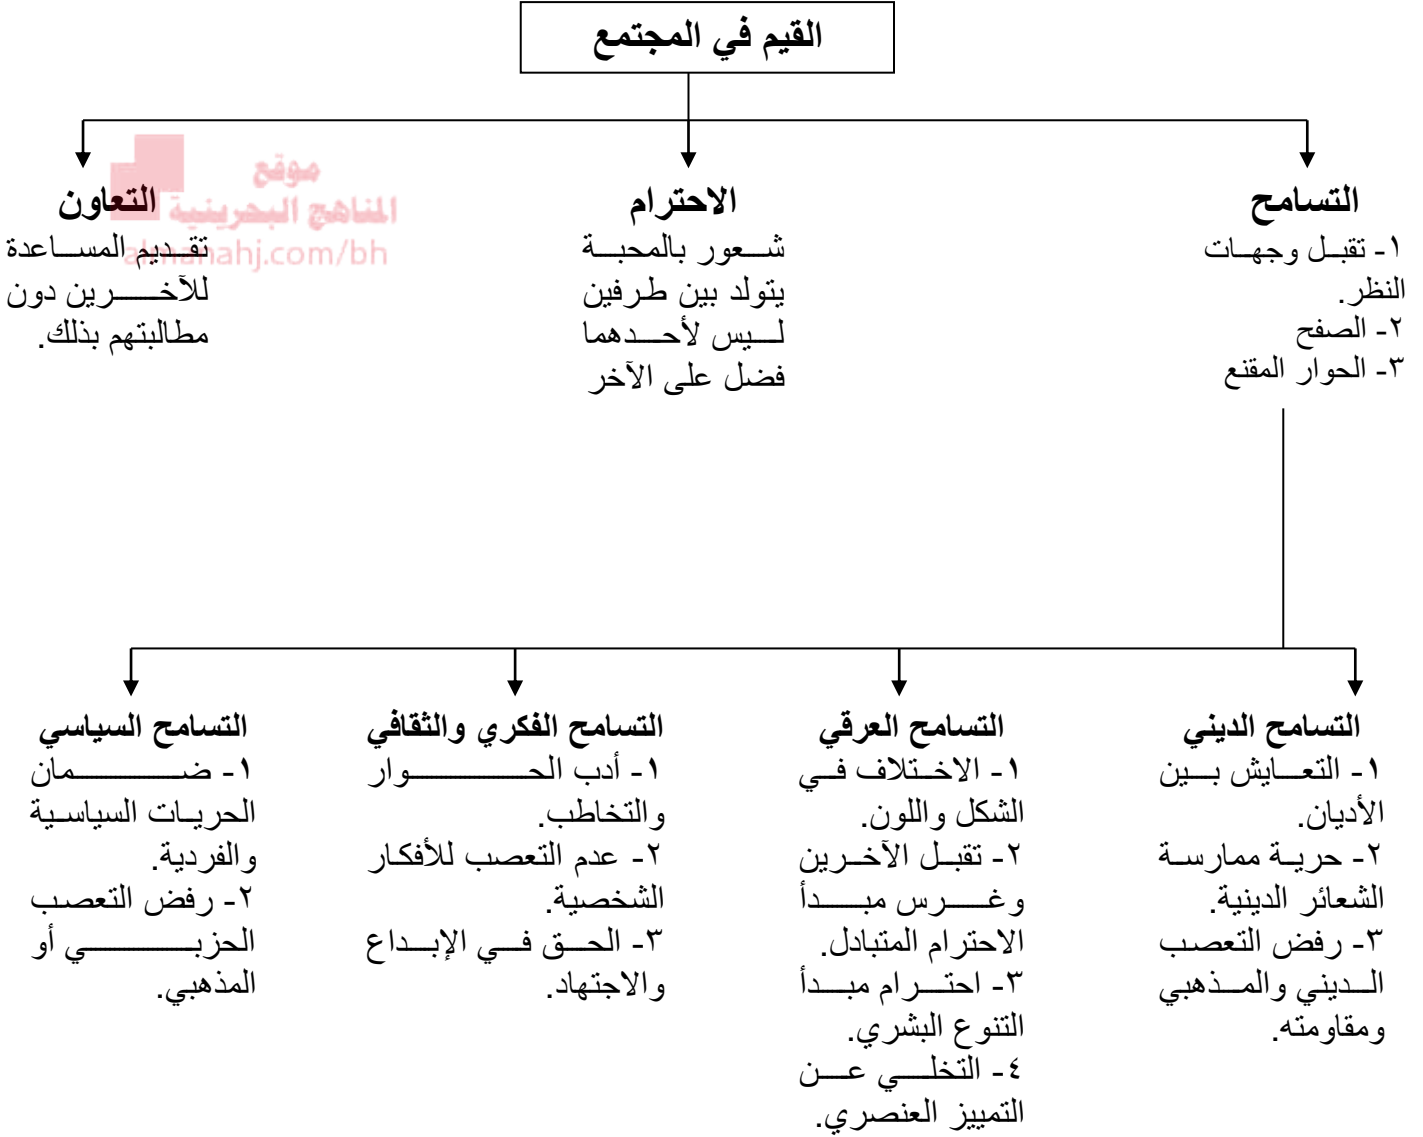 القيم في المجتمع
التسامح
١- تقبل وجهات
النظر.
٢- الصفح
٣- الحوار المقنع
الاحترام
شعور بالمحبة
يتولد بين طرفين
ليس لأحدهما
فضل على الآخر
التعاون
تقديم المساعدة
للآخرين دون
مطالبتهم بذلك.
موقع
المناهج البحرينية
almanahj.com/bh
التسامح الديني
١- التعايش بين
الأديان.
٢- حرية ممارسة
الشعائر الدينية.
٣- رفض التعصب
الديني والمذهبي
ومقاومته.
التسامح العرقي
١- الاختلاف في
الشكل واللون.
٢- تقبل الآخرين
وغرس مبدأ
الاحترام المتبادل.
٣- احترام مبدأ
التنوع البشري.
٤- التخلي عن
التمييز العنصري.
التسامح الفكري والثقافي
١- أدب الحوار
والتخاطب.
٢- عدم التعصب للأفكار
الشخصية.
٣- الحق في الإبداع
والاجتهاد.
التسامح السياسي
١- ضمان
الحريات السياسية
والفردية.
٢- رفض التعصب
الحزبي أو
المذهبي.